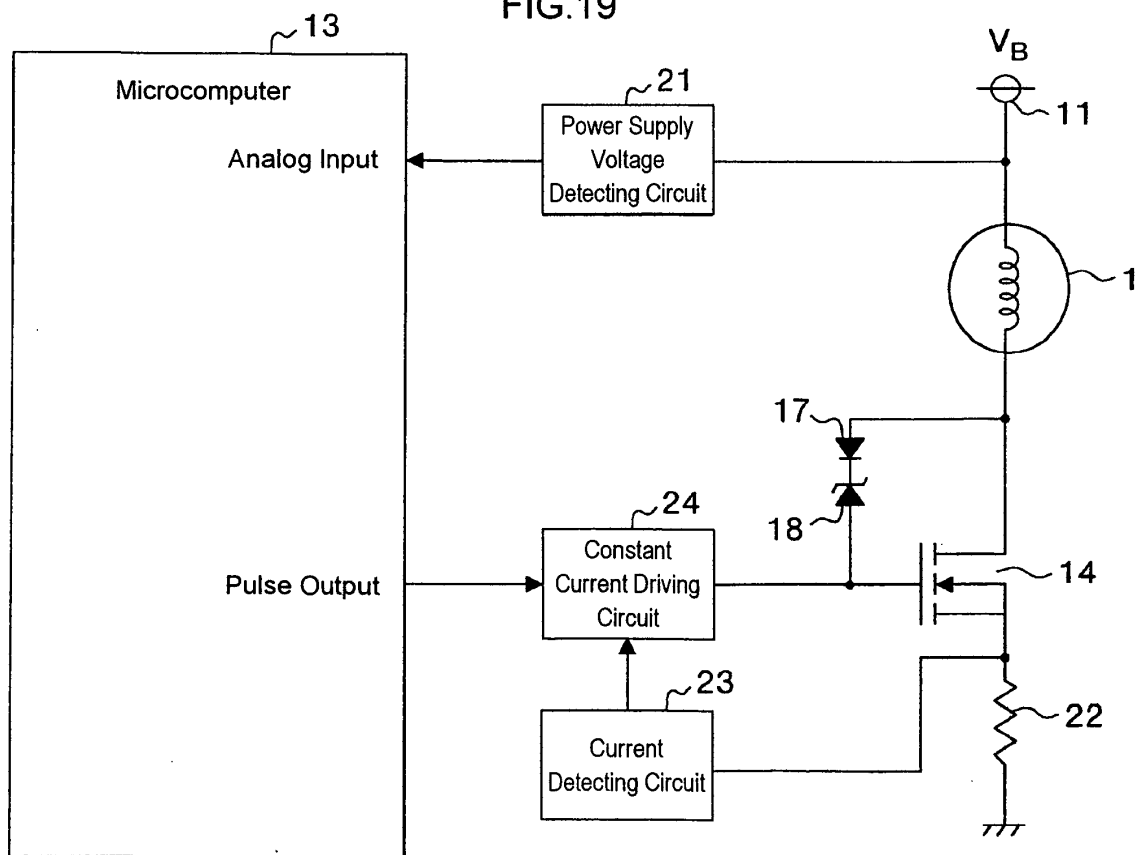 FIG.19
13
Microcomputer
V_B
11
21
Power Supply
Voltage
Detecting Circuit
Analog Input
1
17
18
24
Constant
Current Driving
Circuit
Pulse Output
14
23
Current
Detecting Circuit
22